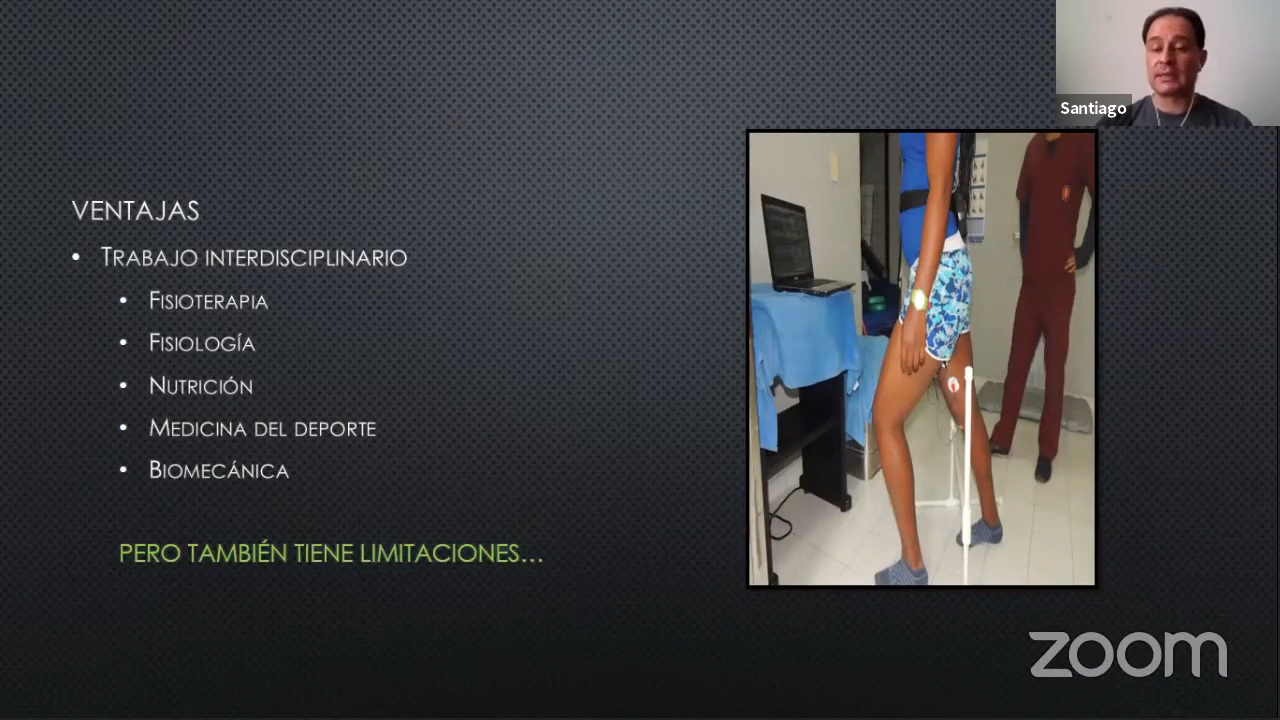 Santiago
VENTAJAS
• TRABAJO INTERDISCIPLINARIO
• FISIOTERAPIA
• FISIOLOGÍA
• NUTRICIÓN
• MEDICINA DEL DEPORTE
• BIOMECÁNICA
PERO TAMBIÉN TIENE LIMITACIONES...
zoom